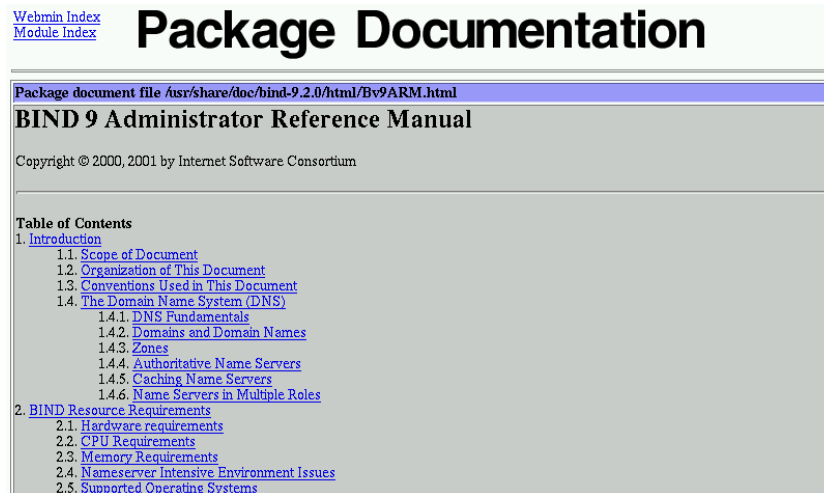 Webmin Index
Module Index
Package Documentation
Package document file /usr/share/doc/bind-9.2.0/html/Bv9ARM.html
BIND 9 Administrator Reference Manual
Copyright © 2000, 2001 by Internet Software Consortium
Table of Contents
1. Introduction
1.1. Scope of Document
1.2. Organization of This Document
1.3. Conventions Used in This Document
1.4. The Domain Name System (DNS)
1.4.1. DNS Fundamentals
1.4.2. Domains and Domain Names
1.4.3. Zones
1.4.4. Authoritative Name Servers
1.4.5. Caching Name Servers
1.4.6. Name Servers in Multiple Roles
2. BIND Resource Requirements
2.1. Hardware requirements
2.2. CPU Requirements
2.3. Memory Requirements
2.4. Nameserver Intensive Environment Issues
2.5. Supported Operating Systems